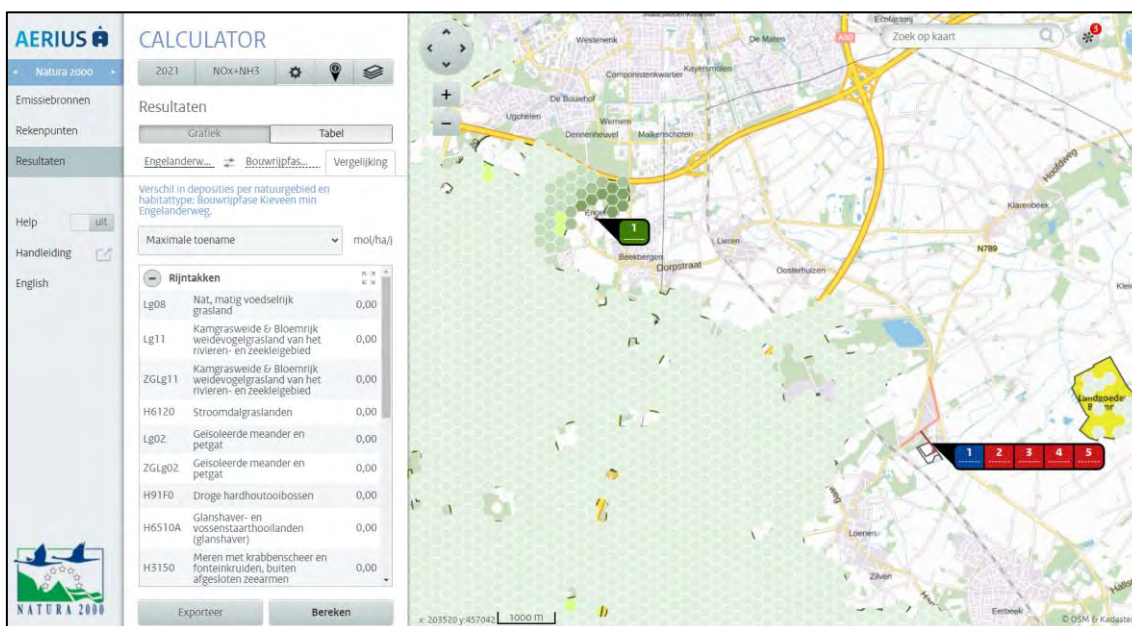 AERIUS
CALCULATOR
Natura 2000
Emissiebronnen
Rekenpunten
Resultaten
Help
uit
Handleiding
English
NATURA 2000
2021
NOx+NH3
Resultaten
Grafiek
Tabel
Engelanderw...
Bouwrijpfas...
Vergelijking
Verschil in deposities per natuurgebied en
habitattype: Bouwrijpfase Kieveen min
Engelanderweg.
Maximale toename
mol/ha/j
Rijntakken
Lg08 Nat, matig voedselrijk
grasland 0,00
Lg11 Kamgrasweide & Bloemrijk
weidevogelgrasland van het
rivieren- en zeekleigebied 0,00
ZGLg11 Kamgrasweide & Bloemrijk
weidevogelgrasland van het
rivieren- en zeekleigebied 0,00
H6120 Stroomdalgraslanden 0,00
Lg02 Geïsoleerde meander en
petgat 0,00
ZGLg02 Geïsoleerde meander en
petgat 0,00
H91F0 Droge hardhoutooibossen 0,00
H6510A Glanshaver- en
vossenstaarthooilanden
(glanshaver) 0,00
H3150 Meren met krabbenscheer en
fonteinkruiden, buiten
afgesloten zeearmen 0,00
Exporteer
Bereken
Zoek op kaart
3
Westenenk
De Maten
A50
Ecofactorij
Componistenkwartier
Kayersmolen
De Bouwhof
Ugchelen
Dennenheuvel
Malkenschoten
Engel
1
Lieren
Beekbergen
Dorpstraat
Oosterhuizen
Klarenbeek
Hoofdweg
N789
Klein
Landgoede
1 2 3 4 5
Loenen
Zilven
Eerbeek
x: 203520 y:457042
1000 m
© OSM & Kadaster